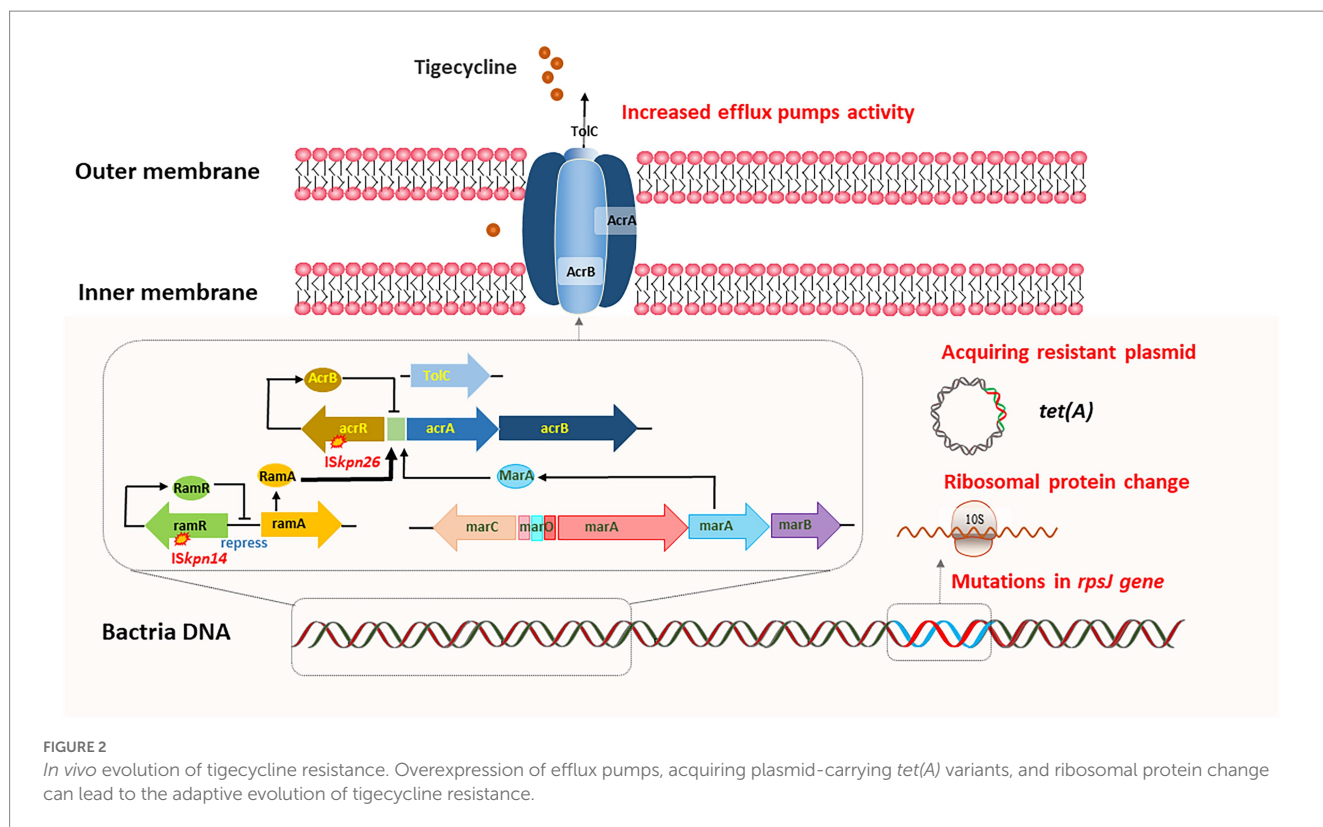 Tigecycline
Increased efflux pumps activity
TolC
Outer membrane
AcrA
AcrB
Inner membrane
Acquiring resistant plasmid
AcrB
TolC
tet(A)
acrR
acrA
acrB
ISkpn26
RamA
MarA
Ribosomal protein change
RamR
10S
ramR
ramA
marC
marO
marA
marA
marB
repress
ISkpn14
Mutations in rpsJ gene
Bactria DNA
FIGURE 2
In vivo evolution of tigecycline resistance. Overexpression of efflux pumps, acquiring plasmid-carrying tet(A) variants, and ribosomal protein change
can lead to the adaptive evolution of tigecycline resistance.